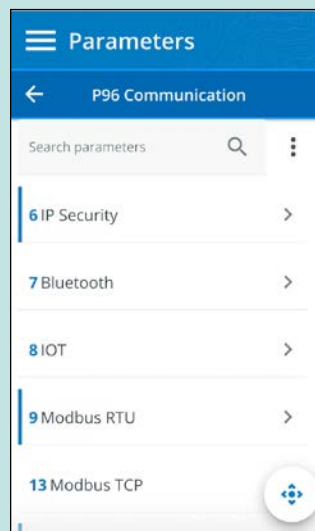 Parameters
P96 Communication
Search parameters
6 IP Security
7 Bluetooth
8 IOT
9 Modbus RTU
13 Modbus TCP